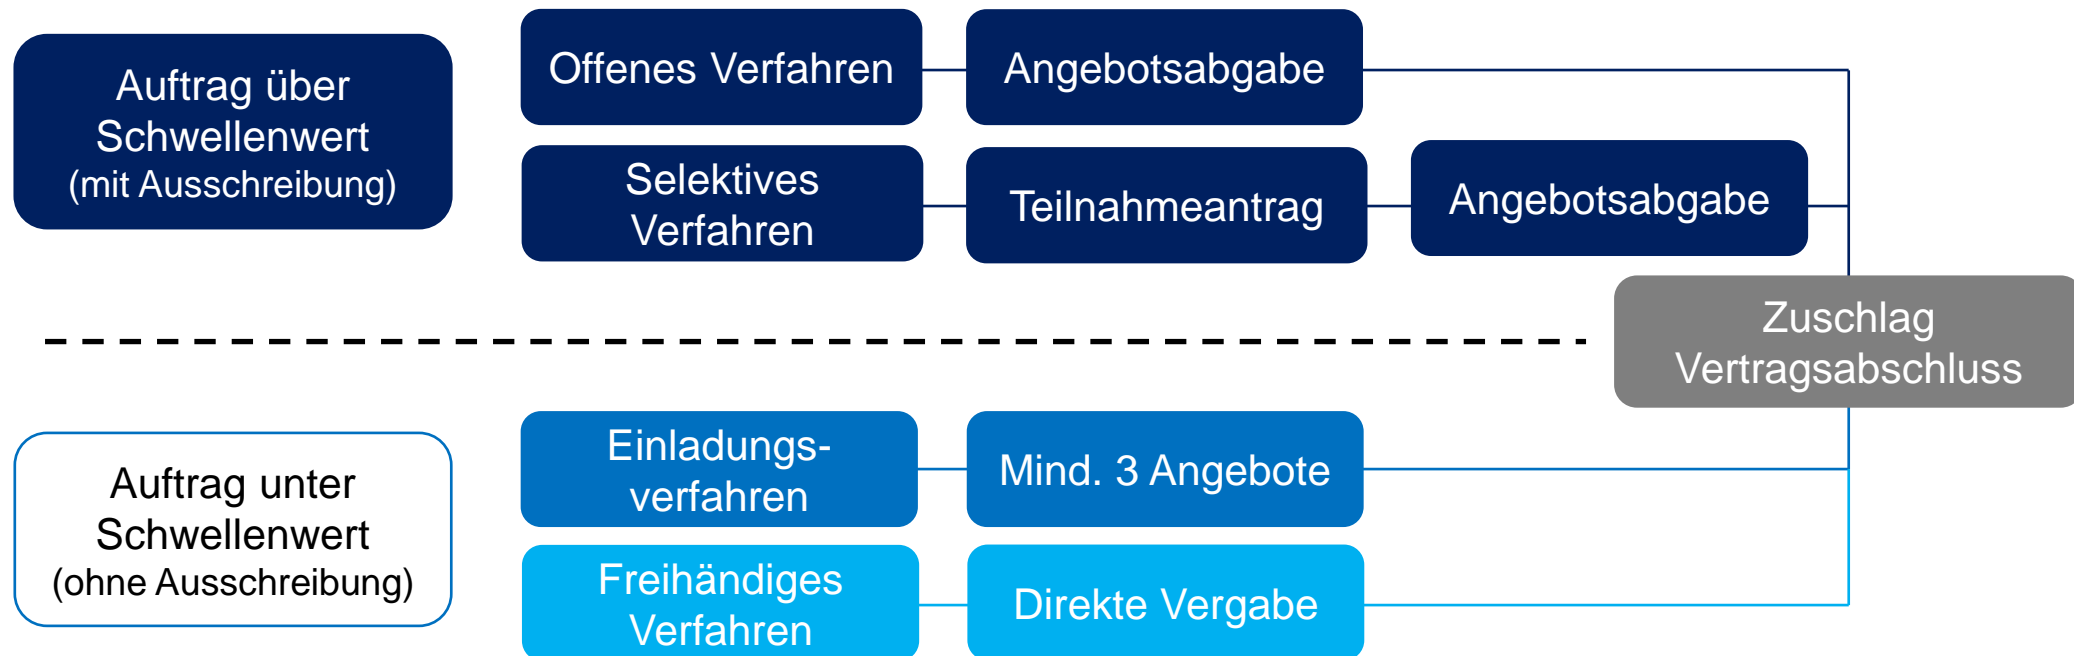 Auftrag über
Schwellenwert
(mit Ausschreibung)
Offenes Verfahren
Angebotsabgabe
Selektives
Verfahren
Teilnahmeantrag
Angebotsabgabe
Zuschlag
Vertragsabschluss
Auftrag unter
Schwellenwert
(ohne Ausschreibung)
Einladungs-
verfahren
Mind. 3 Angebote
Freihändiges
Verfahren
Direkte Vergabe